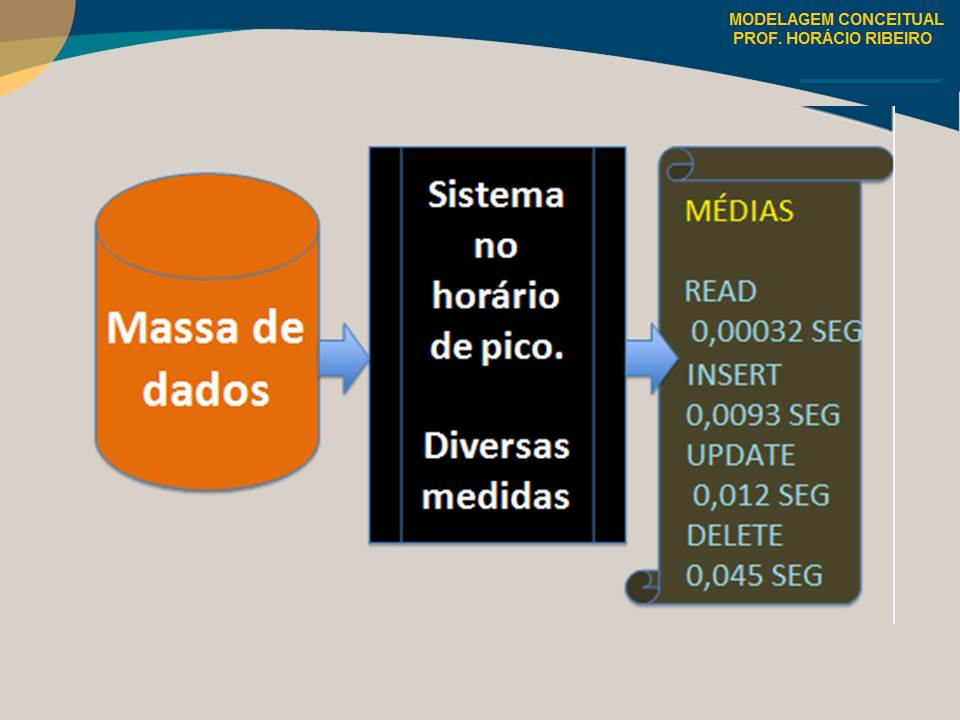 MODELAGEM CONCEITUAL
PROF. HORÁCIO RIBEIRO
Massa de
dados
Sistema
no
horário
de pico.
Diversas
medidas
MÉDIAS
READ
0,00032 SEG
INSERT
0,0093 SEG
UPDATE
0,012 SEG
DELETE
0,045 SEG